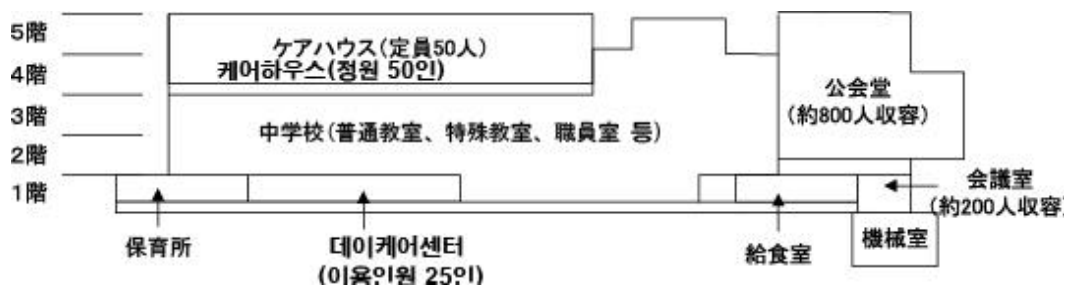 5階
ケアハウス(定員50人)
4階
케어하우스(정원 50인)
公会堂
(約800人収容)
3階
中学校(普通教室、特殊教室、職員室 等)
2階
1階
会議室
(約200人収容
保育所
데이케어센터
(이용인원 25인)
給食室
機械室